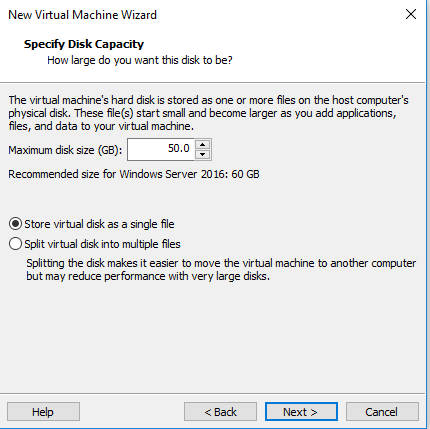 New Virtual Machine Wizard
Specify Disk Capacity
How large do you want this disk to be?
The virtual machine's hard disk is stored as one or more files on the host computer's
physical disk. These file(s) start small and become larger as you add applications,
files, and data to your virtual machine.
Maximum disk size (GB): 50.0
Recommended size for Windows Server 2016: 60 GB
Store virtual disk as a single file
Split virtual disk into multiple files
Splitting the disk makes it easier to move the virtual machine to another computer
but may reduce performance with very large disks.
Help < Back Next > Cancel